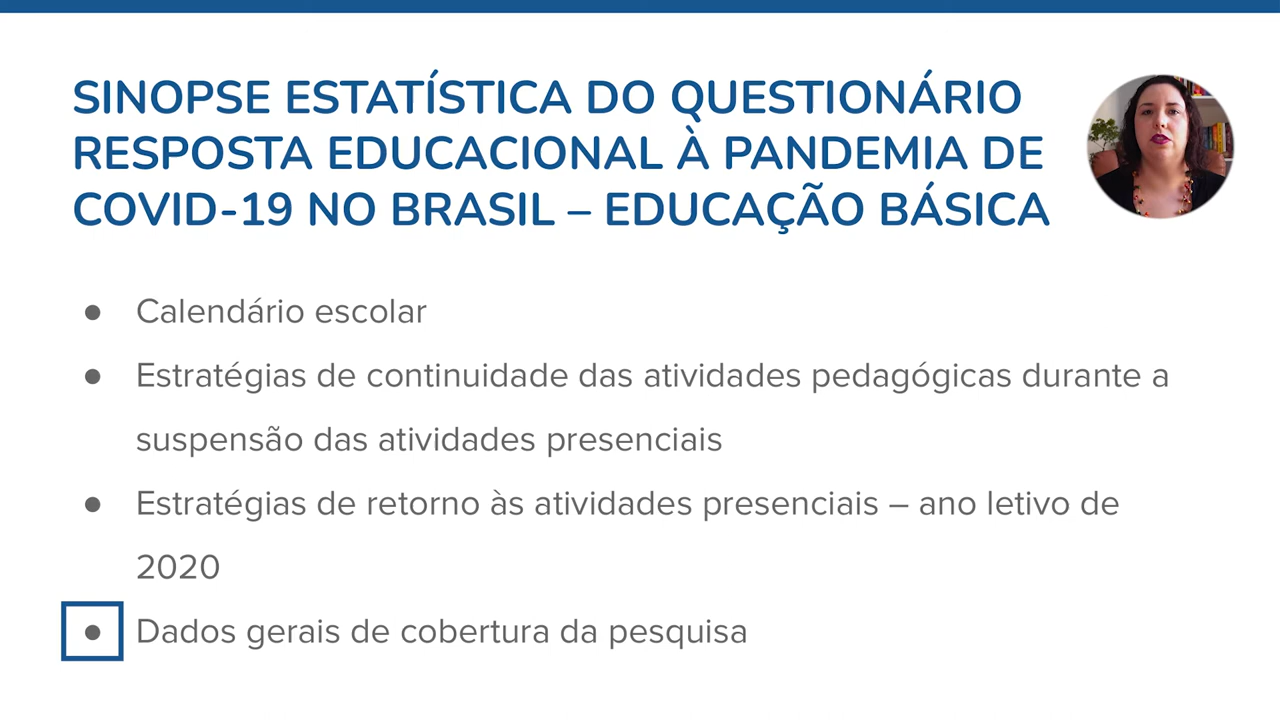 SINOPSE ESTATÍSTICA DO QUESTIONÁRIO
RESPOSTA EDUCACIONAL À PANDEMIA DE
COVID-19 NO BRASIL – EDUCAÇÃO BÁSICA
● Calendário escolar
● Estratégias de continuidade das atividades pedagógicas durante a
suspensão das atividades presenciais
● Estratégias de retorno às atividades presenciais – ano letivo de
2020
● Dados gerais de cobertura da pesquisa